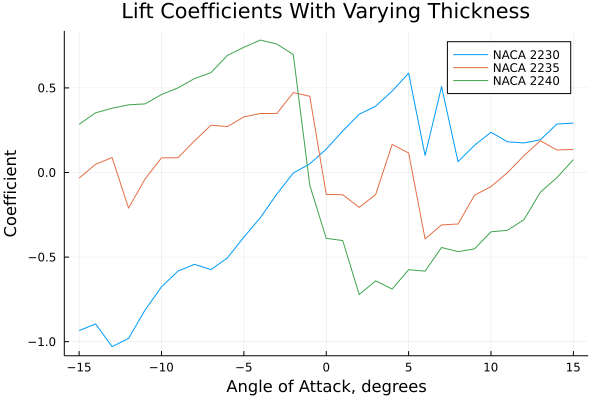 Lift Coefficients With Varying Thickness
NACA 2230
NACA 2235
NACA 2240
Coefficient
0.5
0.0
−0.5
−1.0
−15 −10 −5 0 5 10 15
Angle of Attack, degrees